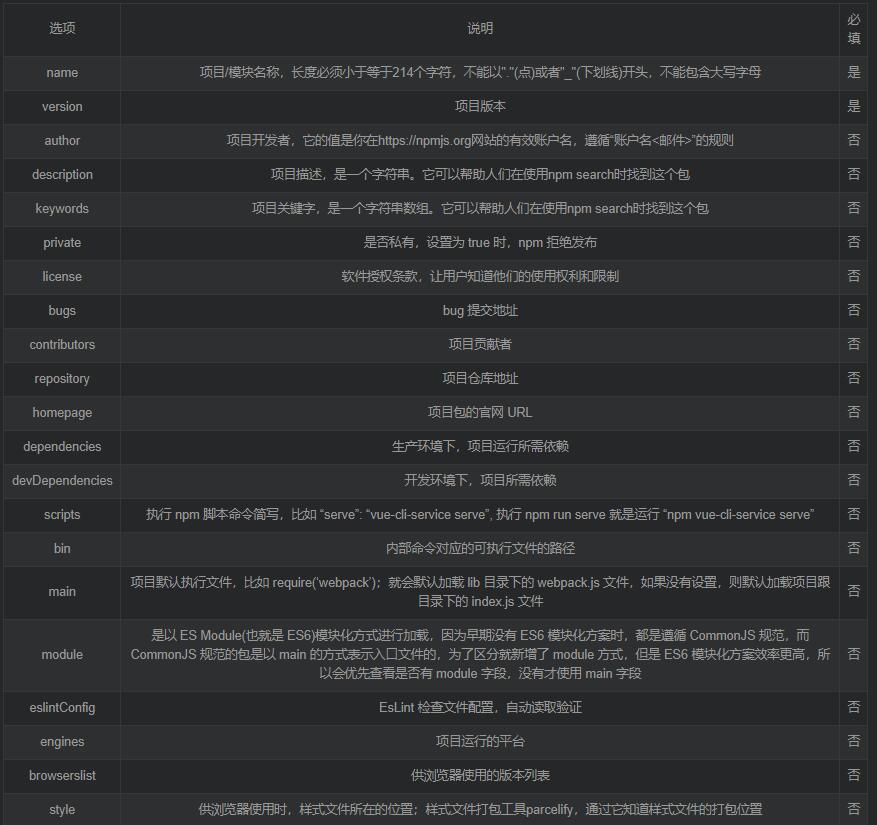 选项 说明 必填
name 项目/模块名称，长度必须小于等于214个字符，不能以"."(点)或者"_"(下划线)开头，不能包含大写字母 是
version 项目版本 是
author 项目开发者，它的值是你在https://npmjs.org网站的有效账户名，遵循“账户名<邮件>”的规则 否
description 项目描述，是一个字符串。它可以帮助人们在使用npm search时找到这个包 否
keywords 项目关键字，是一个字符串数组。它可以帮助人们在使用npm search时找到这个包 否
private 是否私有，设置为 true 时，npm 拒绝发布 否
license 软件授权条款，让用户知道他们的使用权利和限制 否
bugs bug 提交地址 否
contributors 项目贡献者 否
repository 项目仓库地址 否
homepage 项目包的官网 URL 否
dependencies 生产环境下，项目运行所需依赖 否
devDependencies 开发环境下，项目所需依赖 否
scripts 执行 npm 脚本命令简写，比如 “serve”: “vue-cli-service serve”, 执行 npm run serve 就是运行 “npm vue-cli-service serve” 否
bin 内部命令对应的可执行文件的路径 否
main 项目默认执行文件，比如 require(‘webpack’)；就会默认加载 lib 目录下的 webpack.js 文件，如果没有设置，则默认加载项目跟
目录下的 index.js 文件 否
module 是以 ES Module(也就是 ES6)模块化方式进行加载，因为早期没有 ES6 模块化方案时，都是遵循 CommonJS 规范，而
CommonJS 规范的包是以 main 的方式表示入口文件的，为了区分就新增了 module 方式，但是 ES6 模块化方案效率更高，所
以会优先查看是否有 module 字段，没有才使用 main 字段 否
eslintConfig EsLint 检查文件配置，自动读取验证 否
engines 项目运行的平台 否
browserslist 供浏览器使用的版本列表 否
style 供浏览器使用时，样式文件所在的位置；样式文件打包工具parcelify，通过它知道样式文件的打包位置 否